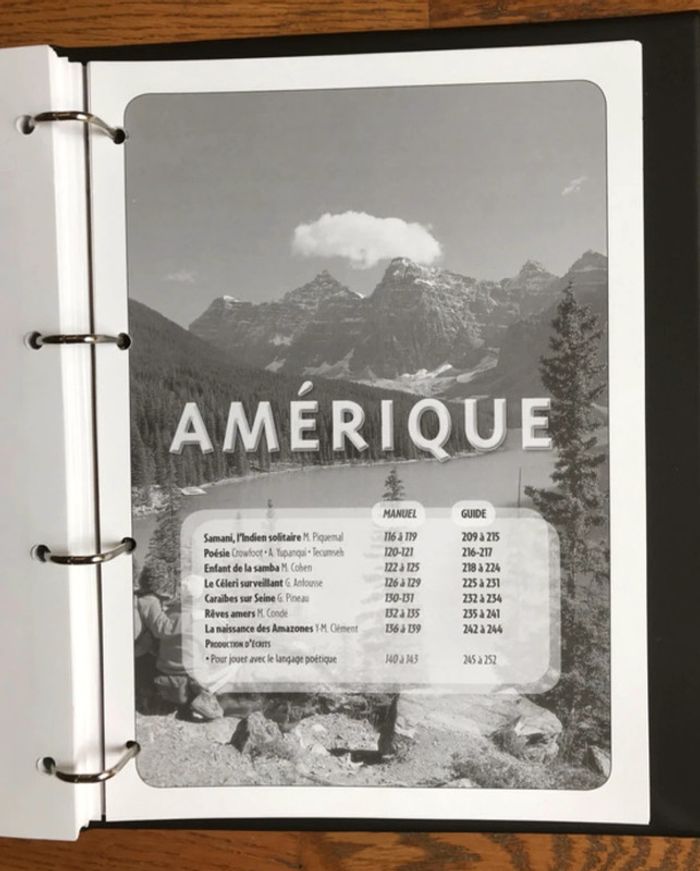 AMÉRIQUE
MANUEL GUIDE
Samani, l'Indien solitaire M. Piquemal 116 à 119 209 à 215
Poésie Crowfoot • A. Yupanqui • Tecumseh 120-121 216-217
Enfant de la samba M. Cohen 122 à 125 218 à 224
Le Céleri surveillant G. Anfousse 126 à 129 225 à 231
Caraïbes sur Seine G. Pineau 130-131 232 à 234
Rêves amers M. Condé 132 à 135 235 à 241
La naissance des Amazones Y-M. Clément 136 à 139 242 à 244
PRODUCTION D'ÉCRITS
• Pour jouer avec le langage poétique 140 à 143 245 à 252